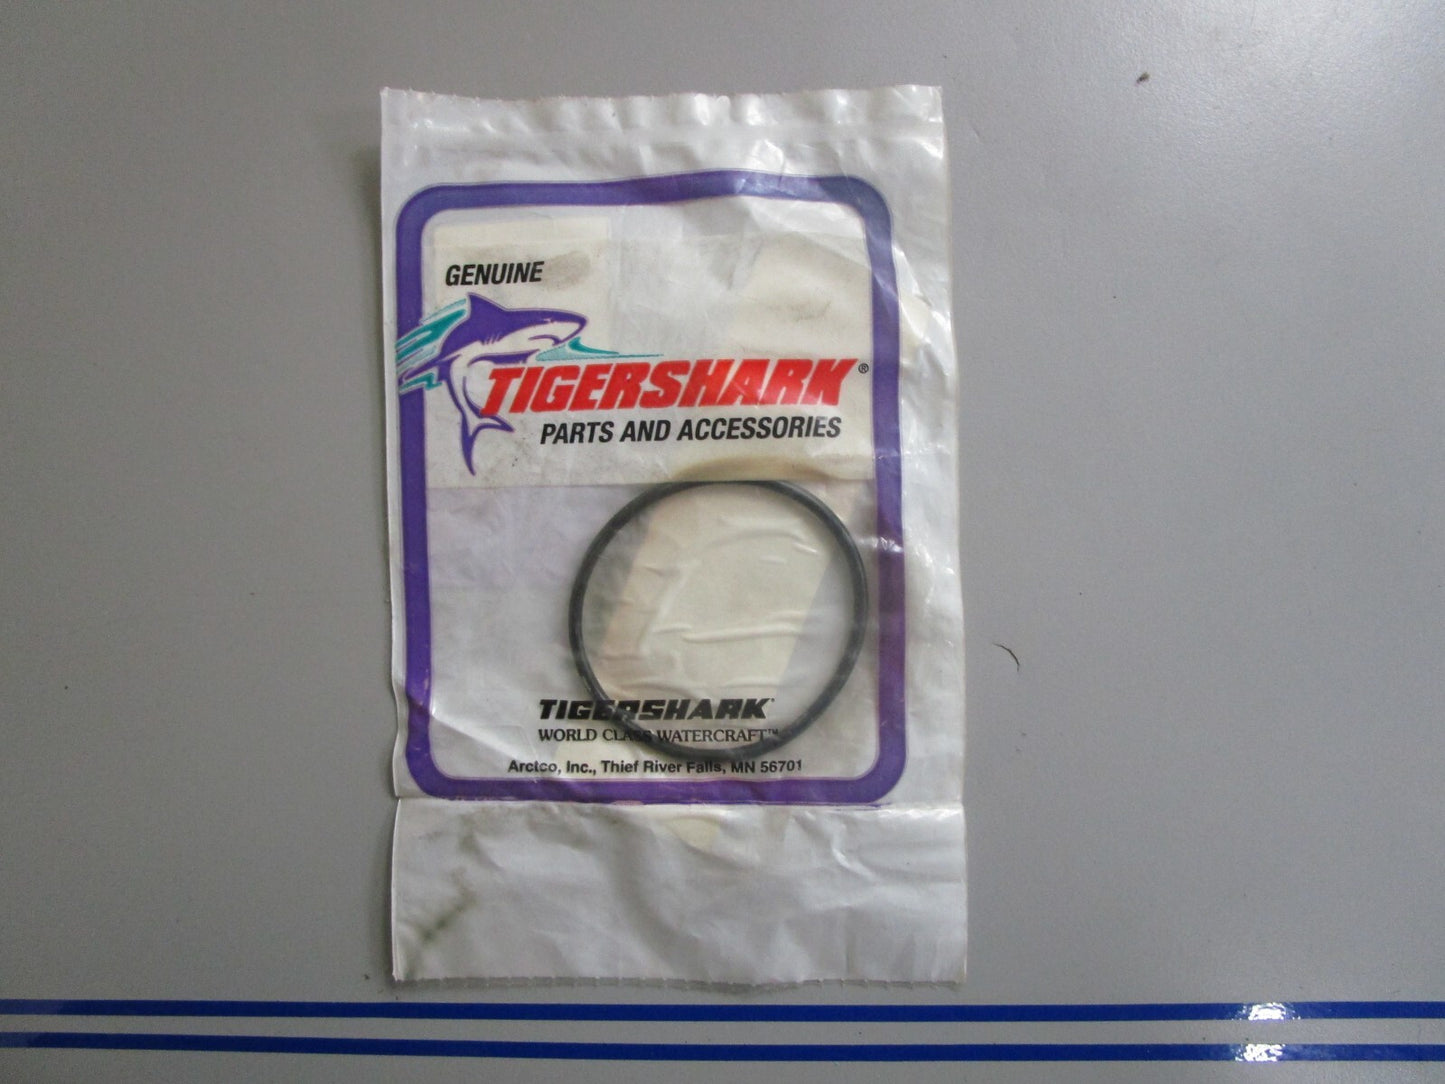 GENUINE
TIGERSHARK®
PARTS AND ACCESSORIES
TIGERSHARK
WORLD CLASS WATERCRAFT™
Arctco, Inc., Thief River Falls, MN 56701